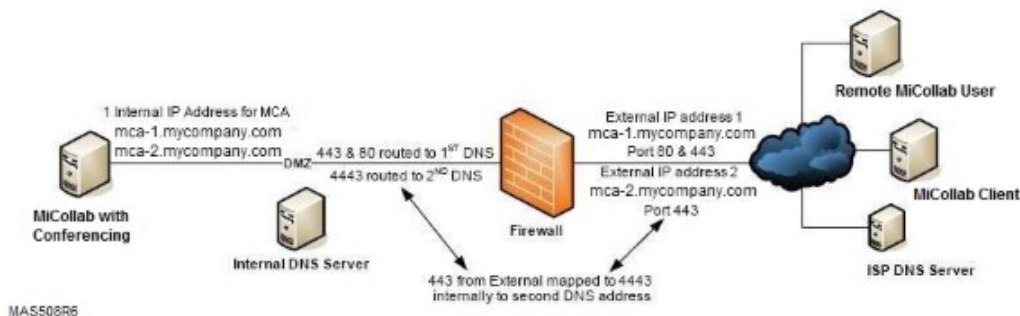 1 Internal IP Address for MCA
mca-1.mycompany.com
mca-2.mycompany.com
MiCollab with
Conferencing
DMZ
443 & 80 routed to 1ST DNS
4443 routed to 2ND DNS
Internal DNS Server
Firewall
External IP address 1
mca-1.mycompany.com
Port 80 & 443
External IP address 2
mca-2.mycompany.com
Port 443
443 from External mapped to 4443
internally to second DNS address
Remote MiCollab User
MiCollab Client
ISP DNS Server
MAS508R6